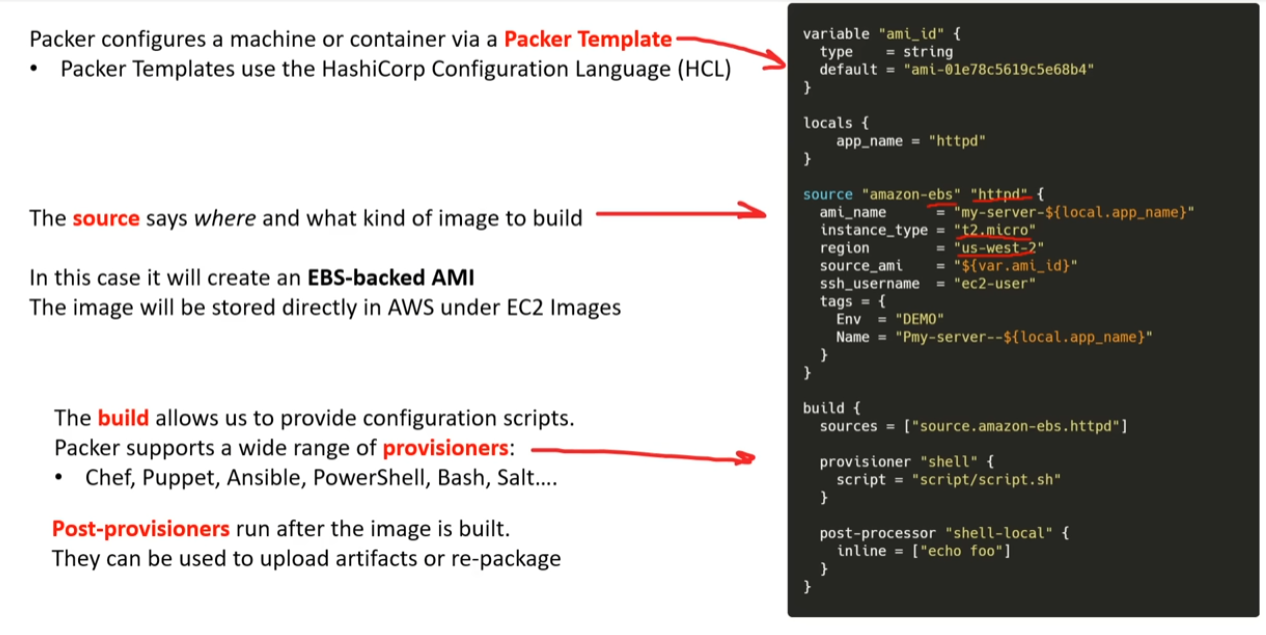 Packer configures a machine or container via a Packer Template
• Packer Templates use the HashiCorp Configuration Language (HCL)
The source says where and what kind of image to build
In this case it will create an EBS-backed AMI
The image will be stored directly in AWS under EC2 Images
The build allows us to provide configuration scripts.
Packer supports a wide range of provisioners:
• Chef, Puppet, Ansible, PowerShell, Bash, Salt....
Post-provisioners run after the image is built.
They can be used to upload artifacts or re-package
variable "ami_id" {
  type    = string
  default = "ami-01e78c5619c5e68b4"
}
locals {
    app_name = "httpd"
}
source "amazon-ebs" "httpd" {
  ami_name      = "my-server-${local.app_name}"
  instance_type = "t2.micro"
  region        = "us-west-2"
  source_ami    = "${var.ami_id}"
  ssh_username  = "ec2-user"
  tags = {
    Env  = "DEMO"
    Name = "Pmy-server--${local.app_name}"
  }
}
build {
  sources = ["source.amazon-ebs.httpd"]
  provisioner "shell" {
    script = "script/script.sh"
  }
  post-processor "shell-local" {
    inline = ["echo foo"]
  }
}